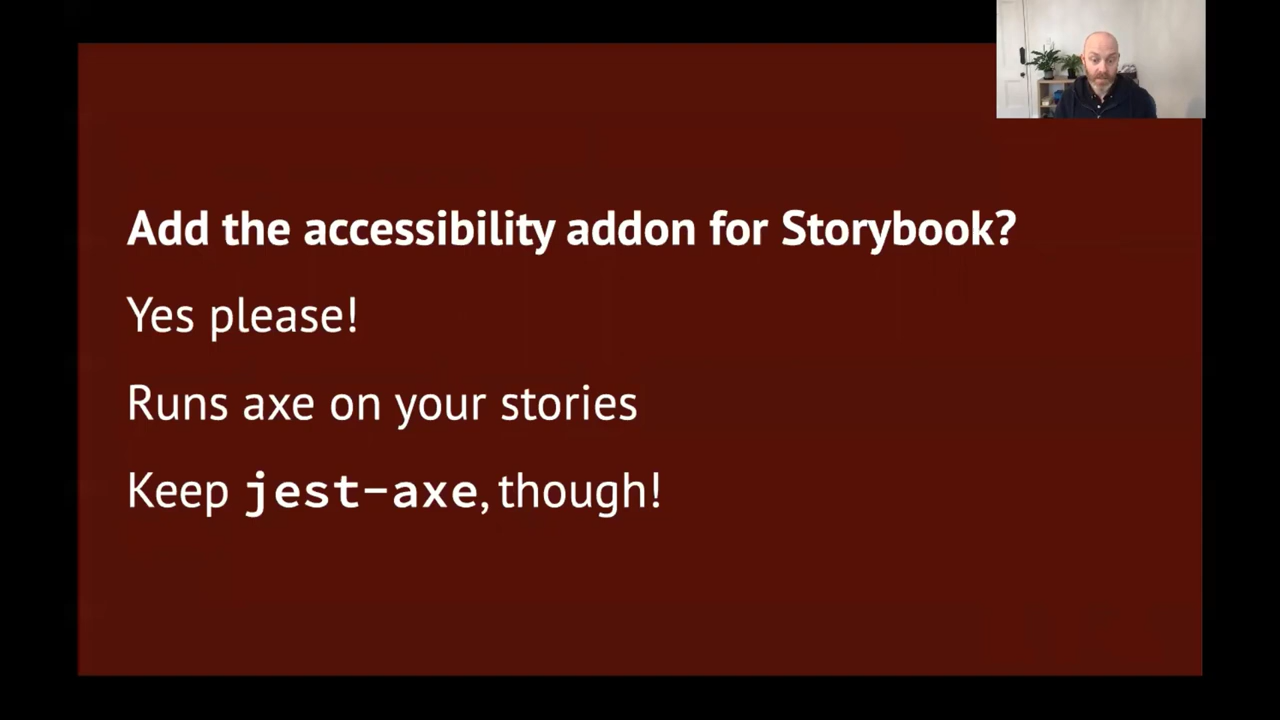 Add the accessibility addon for Storybook?
Yes please!
Runs axe on your stories
Keep jest-axe, though!